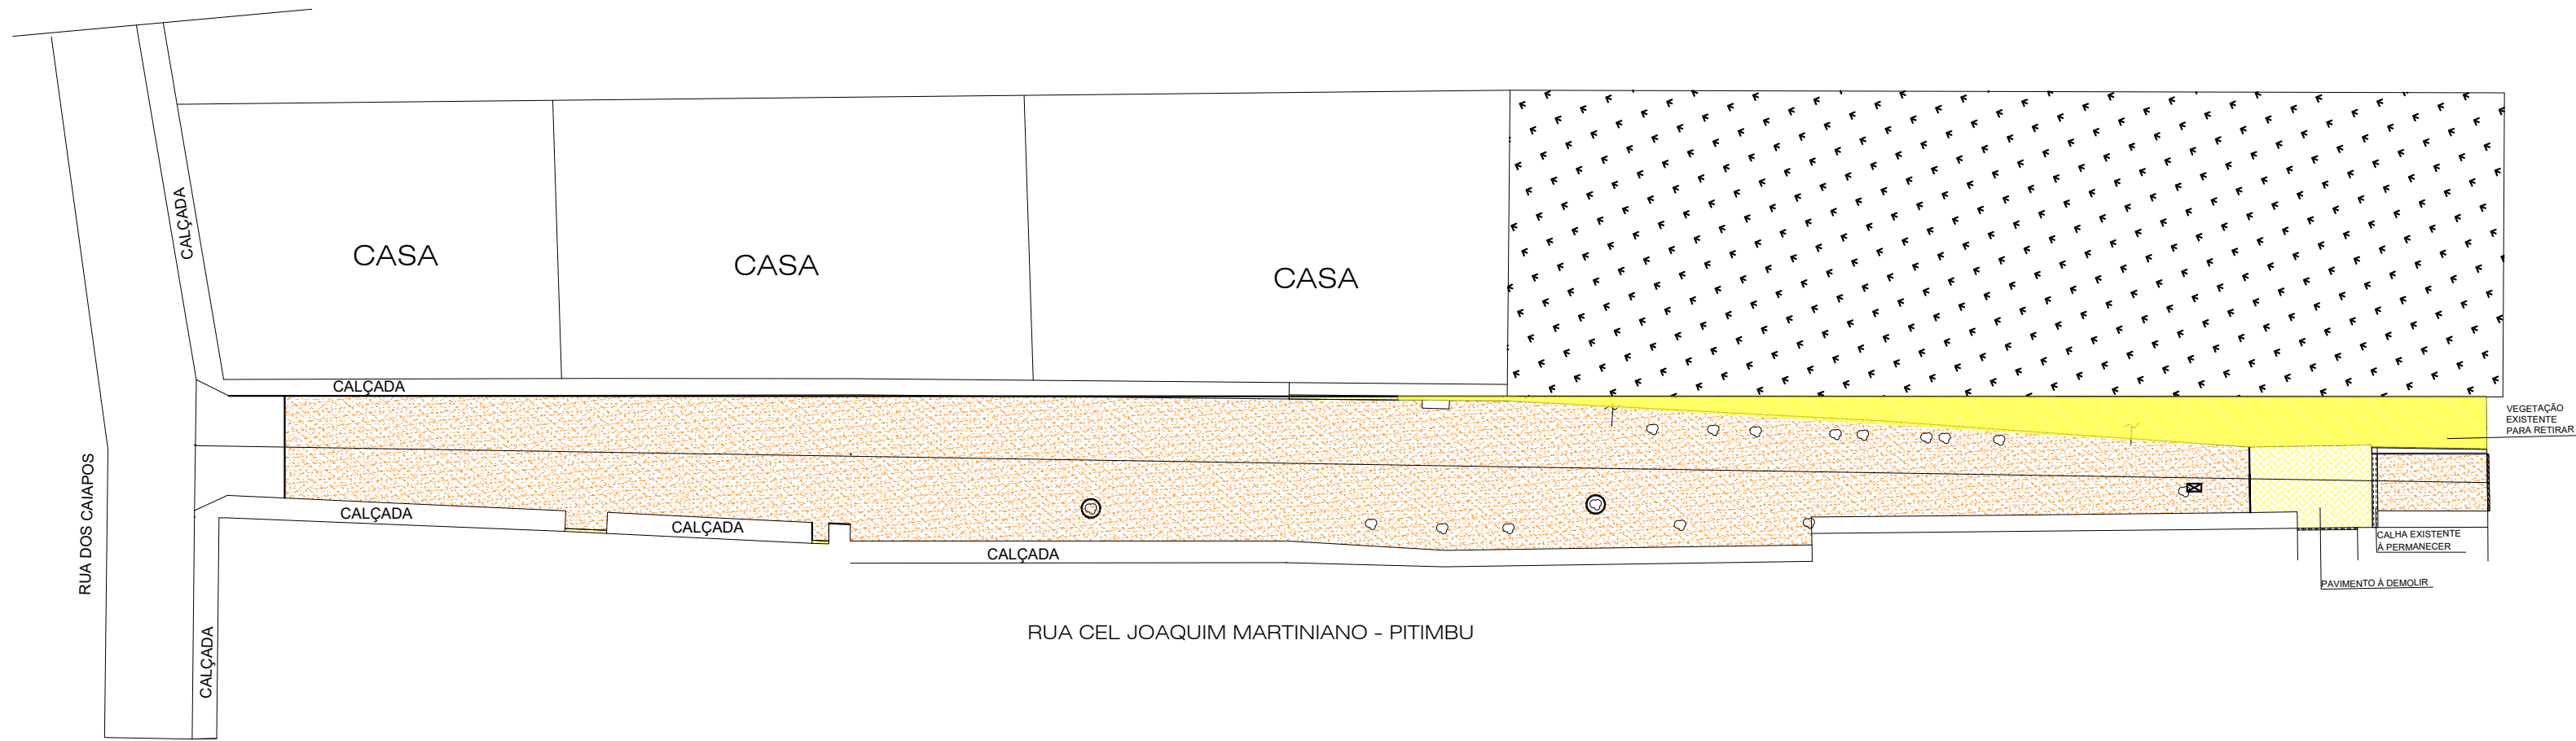 CALÇADA
CASA
CASA
CASA
CALÇADA
VEGETAÇÃO
EXISTENTE
PARA RETIRAR
RUA DOS CAIAPOS
CALÇADA
CALÇADA
CALÇADA
CALHA EXISTENTE
À PERMANECER
PAVIMENTO À DEMOLIR
CALÇADA
RUA CEL JOAQUIM MARTINIANO - PITIMBU